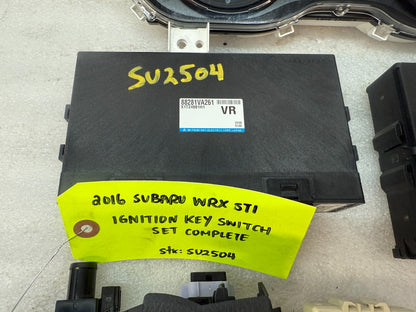 SU2504
88281VA261
VR
2016 SUBARU WRX STI
IGNITION KEY SWITCH
SET COMPLETE
Stk: SU2504